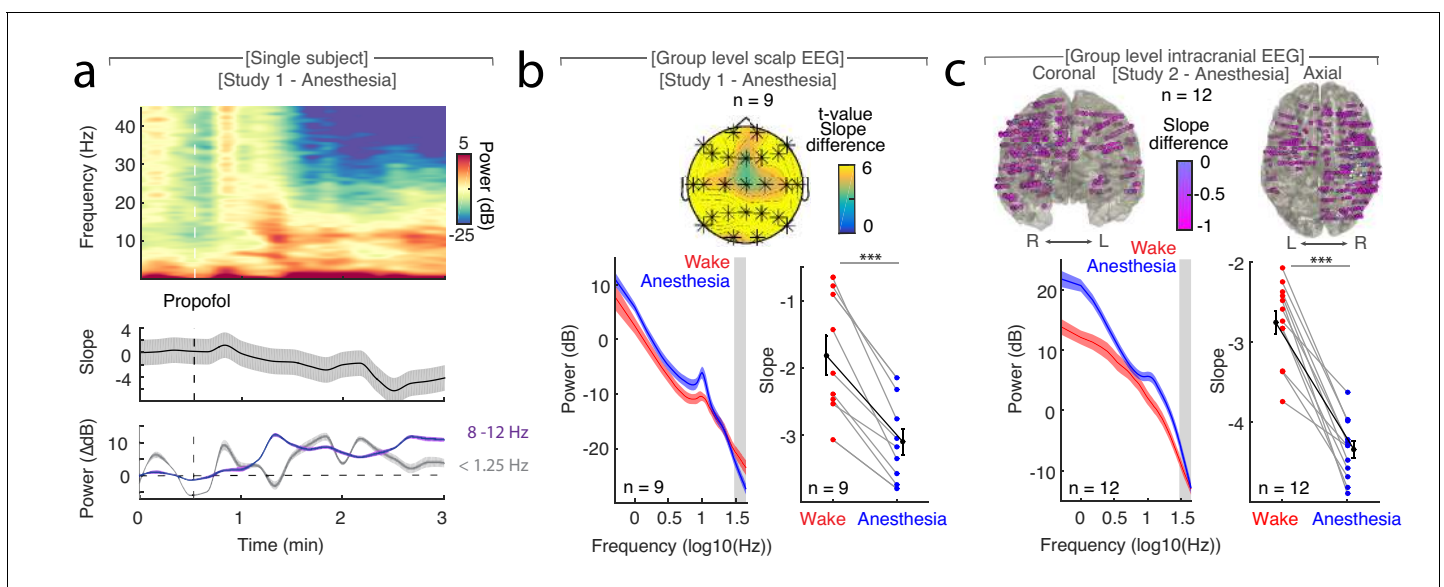 a
[Single subject]
[Study 1 - Anesthesia]
Frequency (Hz)
40
30
20
10
5
-25
Power (dB)
Propofol
Slope
4
0
-4
Power (ΔdB)
10
0
8 -12 Hz
< 1.25 Hz
0
1
2
3
Time (min)
b
[Group level scalp EEG]
[Study 1 - Anesthesia]
n = 9
t-value
Slope
difference
6
0
Wake
Anesthesia
Power (dB)
10
0
-10
-20
n = 9
0
0.5
1
1.5
Frequency (log10(Hz))
***
Slope
-1
-2
-3
n = 9
Wake
Anesthesia
c
[Group level intracranial EEG]
Coronal
[Study 2 - Anesthesia]
Axial
n = 12
Slope
difference
0
-0.5
-1
R
L
L
R
Wake
Anesthesia
Power (dB)
20
10
0
-10
n = 12
0
0.5
1
1.5
Frequency (log10(Hz))
***
Slope
-2
-3
-4
n = 12
Wake
Anesthesia